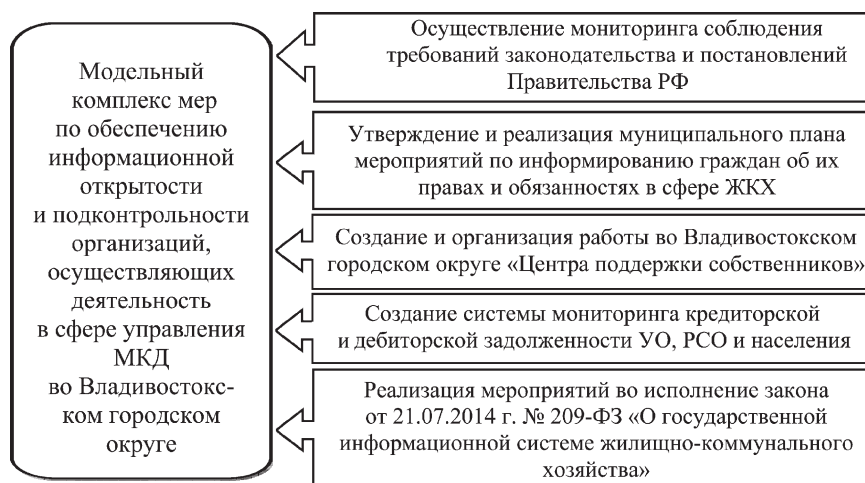 Модельный
комплекс мер
по обеспечению
информационной
открытости
и подконтрольности
организаций,
осуществляющих
деятельность
в сфере управления
МКД
во Владивостокс-
ком городском
округе
Осуществление мониторинга соблюдения
требований законодательства и постановлений
Правительства РФ
Утверждение и реализация муниципального плана
мероприятий по информированию граждан об их
правах и обязанностях в сфере ЖКХ
Создание и организация работы во Владивостокском
городском округе «Центра поддержки собственников»
Создание системы мониторинга кредиторской
и дебиторской задолженности УО, РСО и населения
Реализация мероприятий во исполнение закона
от 21.07.2014 г. № 209-ФЗ «О государственной
информационной системе жилищно-коммунального
хозяйства»